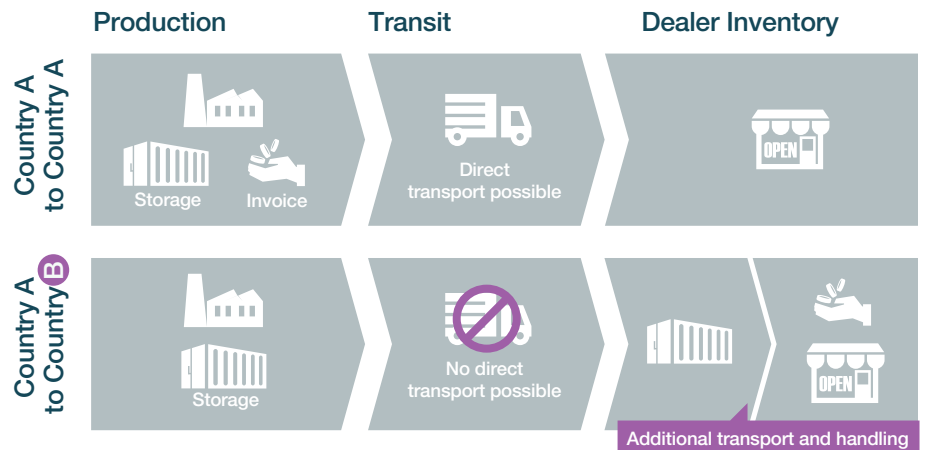 Production
Transit
Dealer Inventory
Country A
to Country A
Storage
Invoice
Direct
transport possible
OPEN
Country A
to Country B
Storage
No direct
transport possible
OPEN
Additional transport and handling